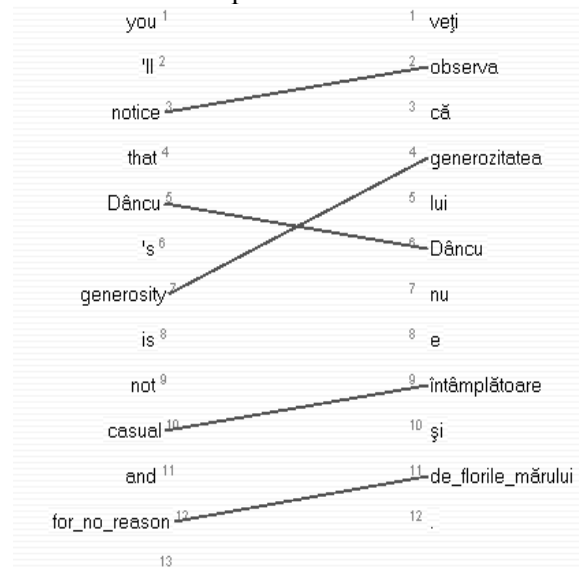 you 1 1 veţi
'll 2 2 observa
notice 3 3 că
that 4 4 generozitatea
Dâncu 5 5 lui
's 6 6 Dâncu
generosity 7 7 nu
is 8 8 e
not 9 9 întâmplătoare
casual 10 10 şi
and 11 11 de_florile_mărului
for_no_reason 12 12 .
13